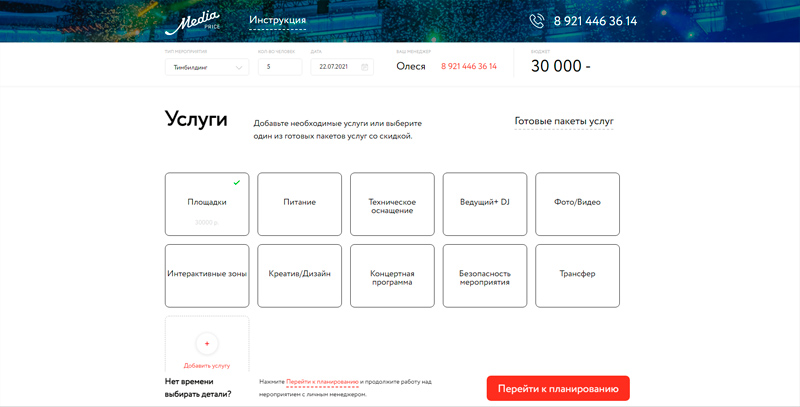 Media
PRICE
Инструкция
8 921 446 36 14
ТИП МЕРОПРИЯТИЯ
КОЛ-ВО ЧЕЛОВЕК
ДАТА
ВАШ МЕНЕДЖЕР
БЮДЖЕТ
Тимбилдинг
5
22.07.2021
Олеся
8 921 446 36 14
30 000 -
Услуги
Добавьте необходимые услуги или выберите
один из готовых пакетов услуг со скидкой.
Готовые пакеты услуг
Площадки
30000 р.
Питание
Техническое
оснащение
Ведущий+ DJ
Фото/Видео
Интерактивные зоны
Креатив/Дизайн
Концертная
программа
Безопасность
мероприятия
Трансфер
+
Добавить услугу
Нет времени
выбирать детали?
Нажмите Перейти к планированию и продолжите работу над
мероприятием с личным менеджером.
Перейти к планированию